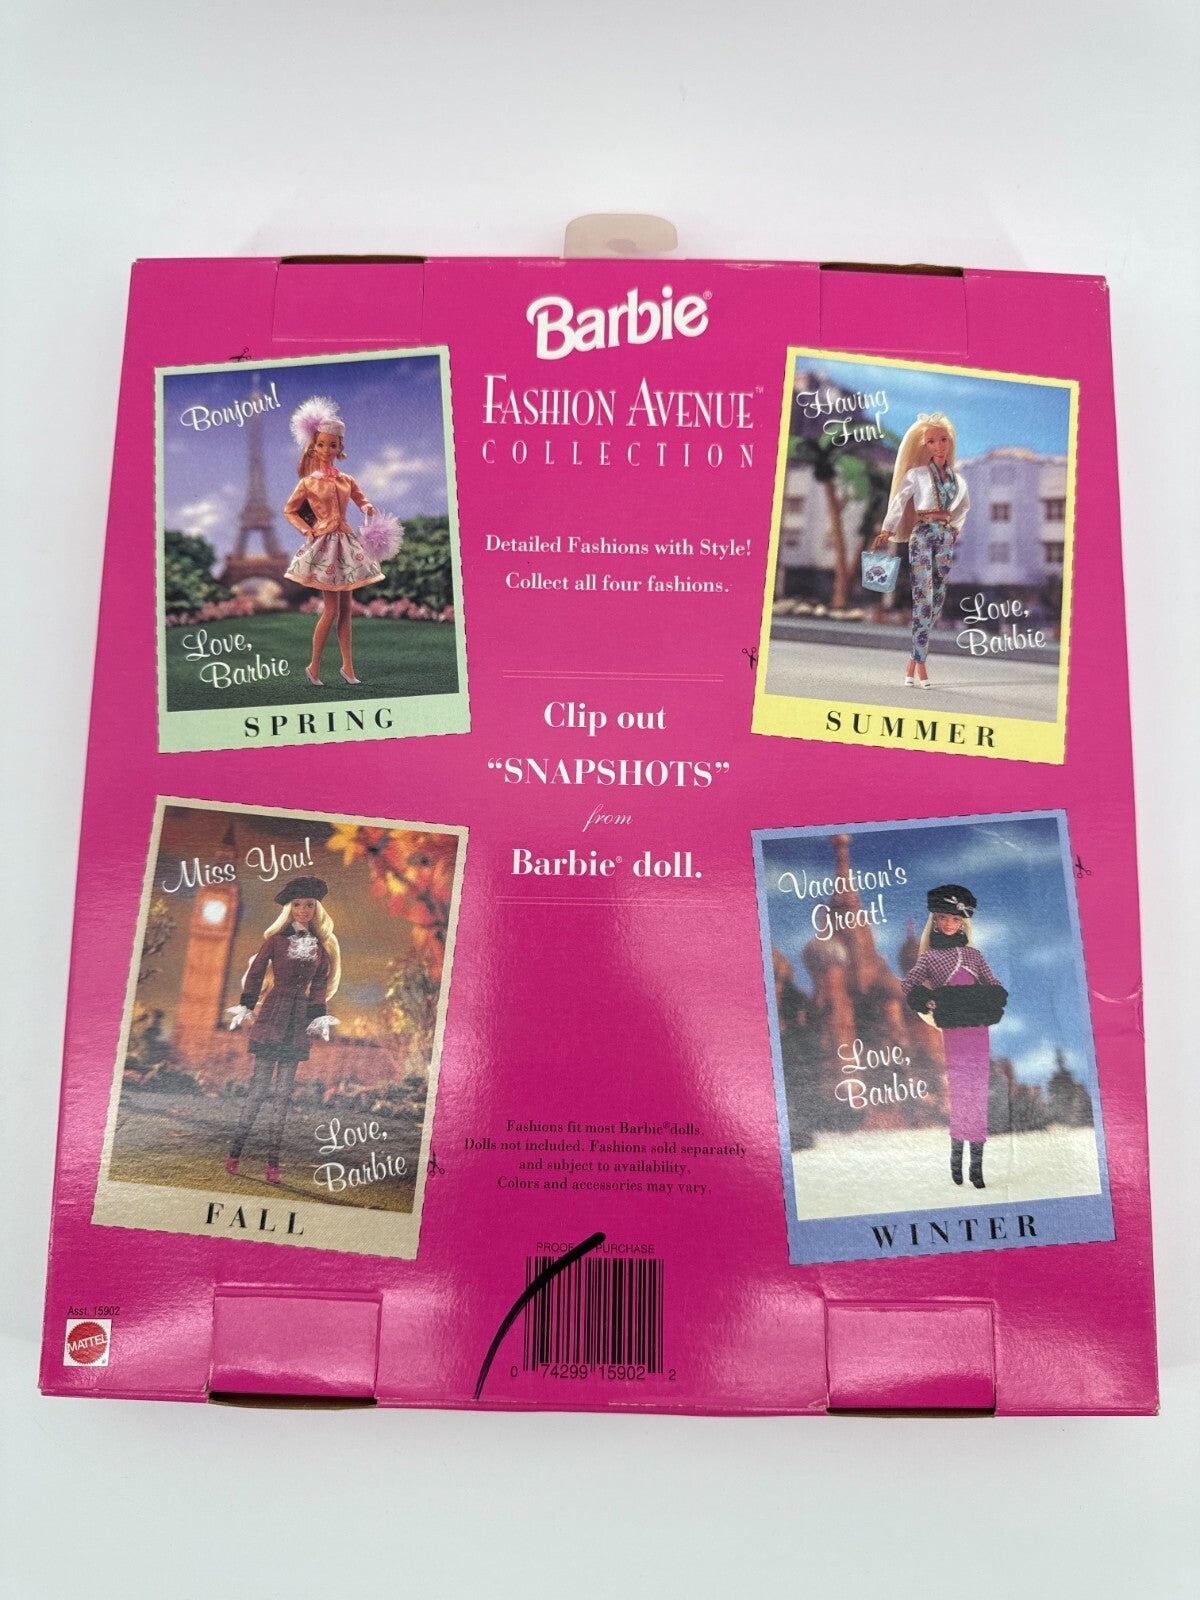 Barbie®
FASHION AVENUE™
COLLECTION
Detailed Fashions with Style!
Collect all four fashions.
Bonjour!
Love,
Barbie
SPRING
Having
Fun!
Love,
Barbie
SUMMER
Clip out
“SNAPSHOTS”
from
Barbie® doll.
Miss You!
Love,
Barbie
FALL
Vacation's
Great!
Love,
Barbie
WINTER
Fashions fit most Barbie® dolls.
Dolls not included. Fashions sold separately
and subject to availability.
Colors and accessories may vary.
PROOF PURCHASE
0 74299 15902 2
Asst. 15902
MATTEL